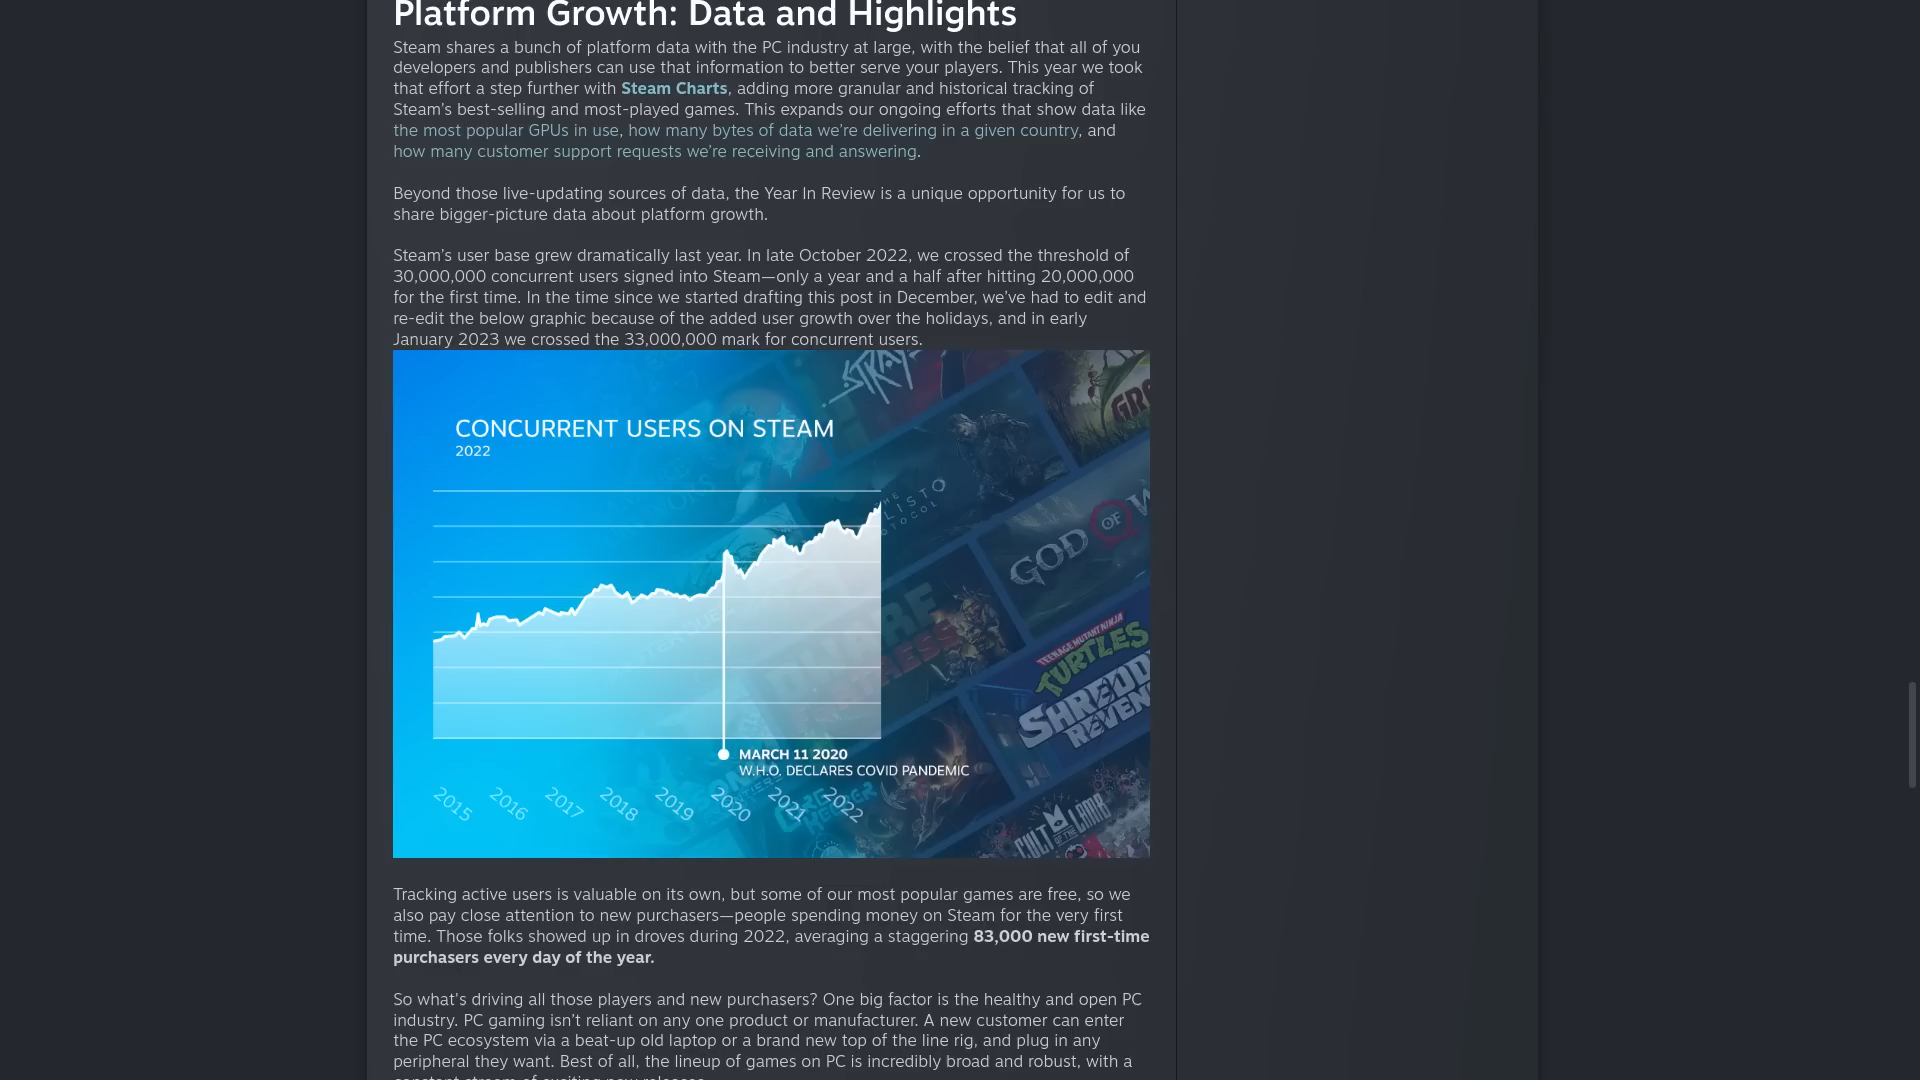 Platform Growth: Data and Highlights
Steam shares a bunch of platform data with the PC industry at large, with the belief that all of you
developers and publishers can use that information to better serve your players. This year we took
that effort a step further with Steam Charts, adding more granular and historical tracking of
Steam's best-selling and most-played games. This expands our ongoing efforts that show data like
the most popular GPUs in use, how many bytes of data we're delivering in a given country, and
how many customer support requests we're receiving and answering.
Beyond those live-updating sources of data, the Year In Review is a unique opportunity for us to
share bigger-picture data about platform growth.
Steam's user base grew dramatically last year. In late October 2022, we crossed the threshold of
30,000,000 concurrent users signed into Steam—only a year and a half after hitting 20,000,000
for the first time. In the time since we started drafting this post in December, we've had to edit and
re-edit the below graphic because of the added user growth over the holidays, and in early
January 2023 we crossed the 33,000,000 mark for concurrent users.
STRAY
CONCURRENT USERS ON STEAM
2022
GOD OF W
TEENAGE MUTANT NINJA
TURTLES
MARCH 11 2020
W.H.O. DECLARES COVID PANDEMIC
2015 2016 2017 2018 2019 2020 2021 2022
CULT OF THE LAMB
Tracking active users is valuable on its own, but some of our most popular games are free, so we
also pay close attention to new purchasers—people spending money on Steam for the very first
time. Those folks showed up in droves during 2022, averaging a staggering 83,000 new first-time
purchasers every day of the year.
So what's driving all those players and new purchasers? One big factor is the healthy and open PC
industry. PC gaming isn't reliant on any one product or manufacturer. A new customer can enter
the PC ecosystem via a beat-up old laptop or a brand new top of the line rig, and plug in any
peripheral they want. Best of all, the lineup of games on PC is incredibly broad and robust, with a